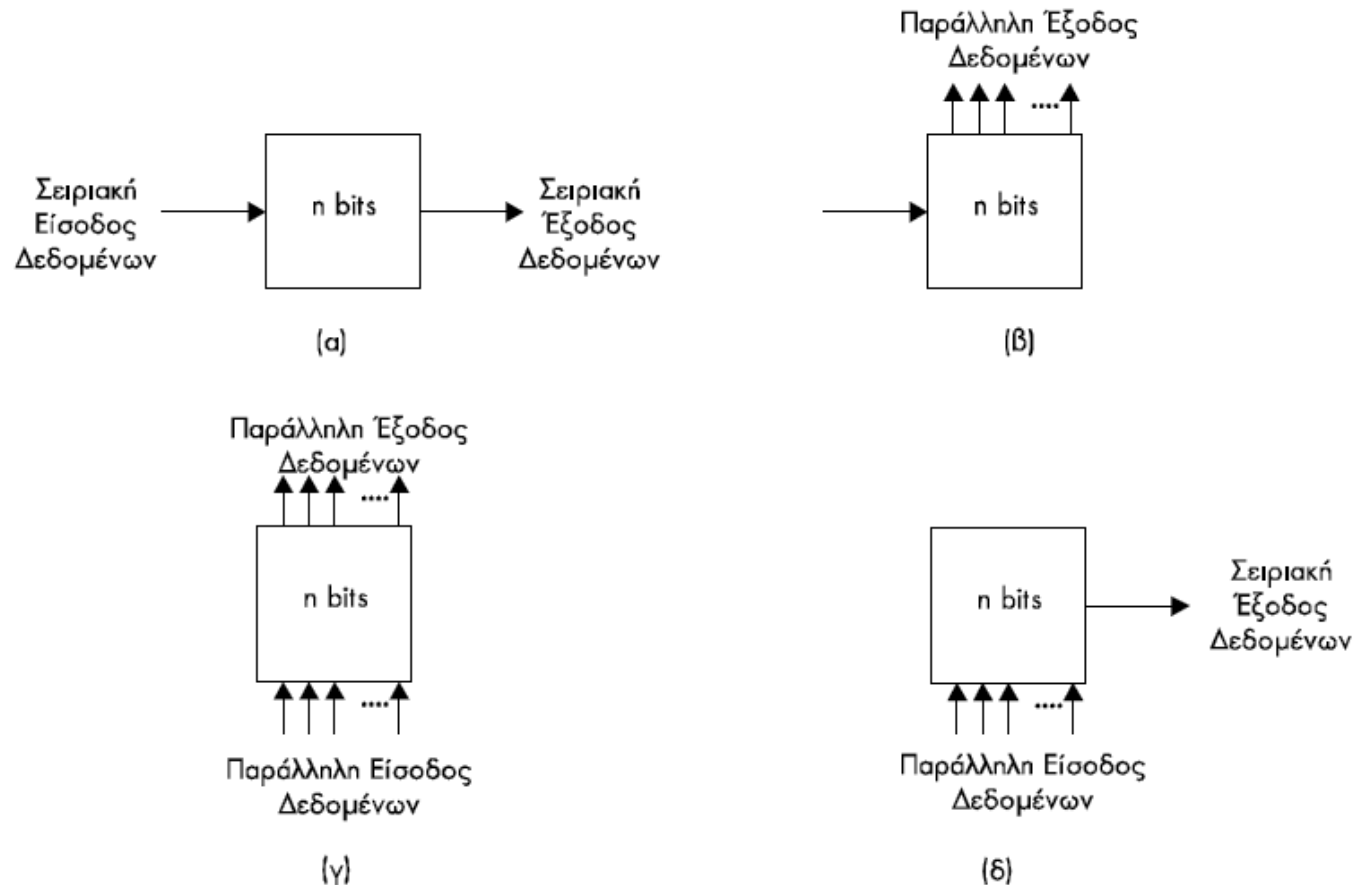 Παράλληλη Έξοδος
Δεδομένων
....
Σειριακή
Είσοδος
Δεδομένων
n bits
Σειριακή
Έξοδος
Δεδομένων
n bits
(α)
(β)
Παράλληλη Έξοδος
Δεδομένων
....
n bits
....
Παράλληλη Είσοδος
Δεδομένων
(γ)
n bits
Σειριακή
Έξοδος
Δεδομένων
....
Παράλληλη Είσοδος
Δεδομένων
(δ)